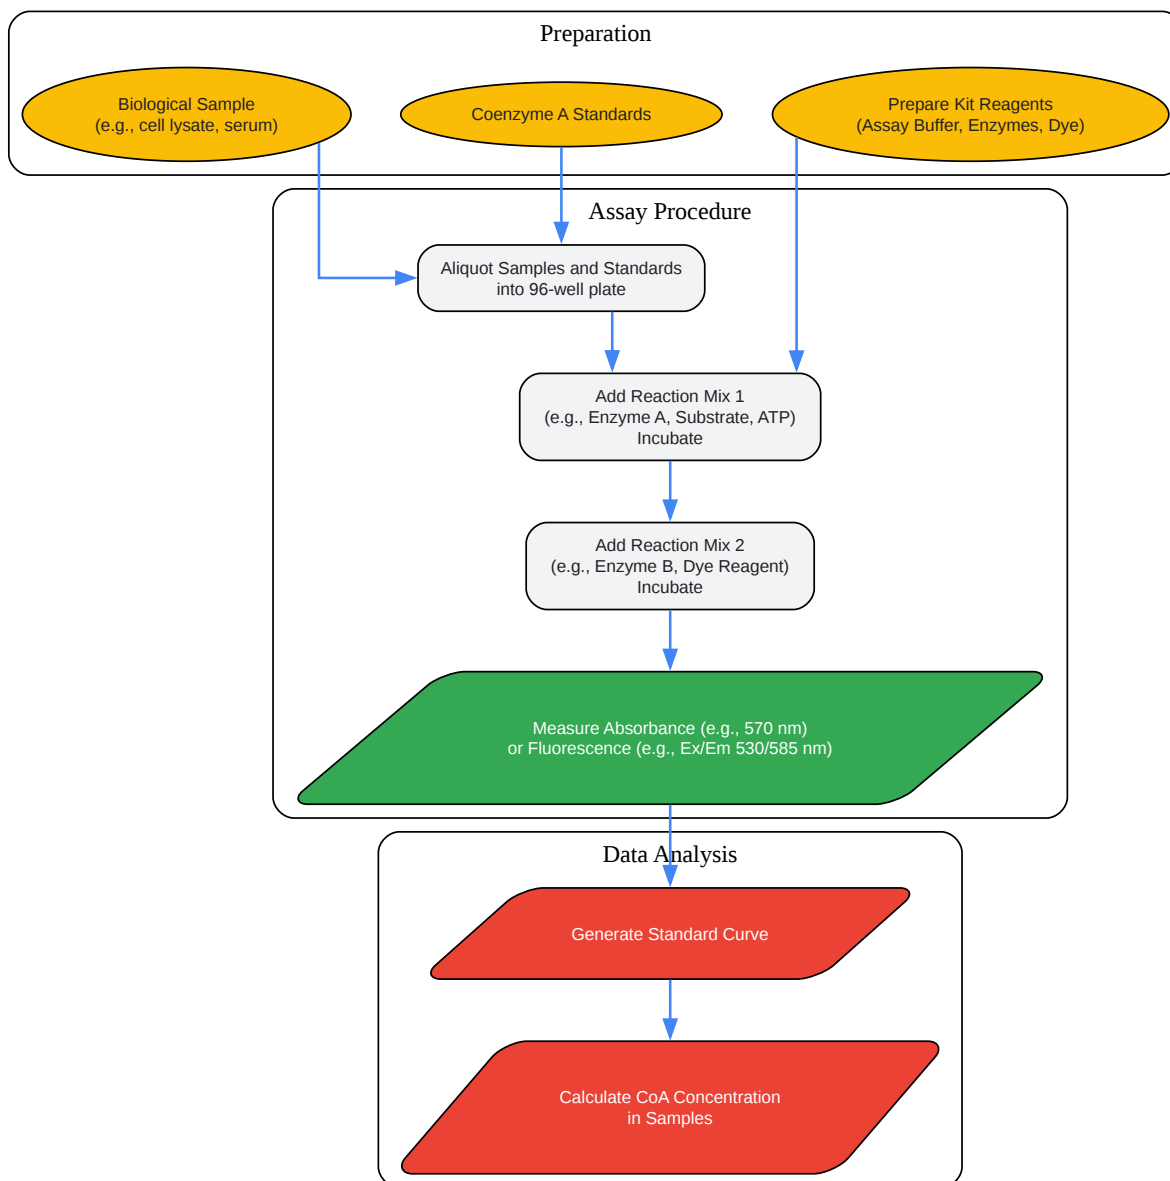 Preparation
Biological Sample
(e.g., cell lysate, serum)
Coenzyme A Standards
Prepare Kit Reagents
(Assay Buffer, Enzymes, Dye)
Assay Procedure
Aliquot Samples and Standards
into 96-well plate
Add Reaction Mix 1
(e.g., Enzyme A, Substrate, ATP)
Incubate
Add Reaction Mix 2
(e.g., Enzyme B, Dye Reagent)
Incubate
Measure Absorbance (e.g., 570 nm)
or Fluorescence (e.g., Ex/Em 530/585 nm)
Data Analysis
Generate Standard Curve
Calculate CoA Concentration
in Samples